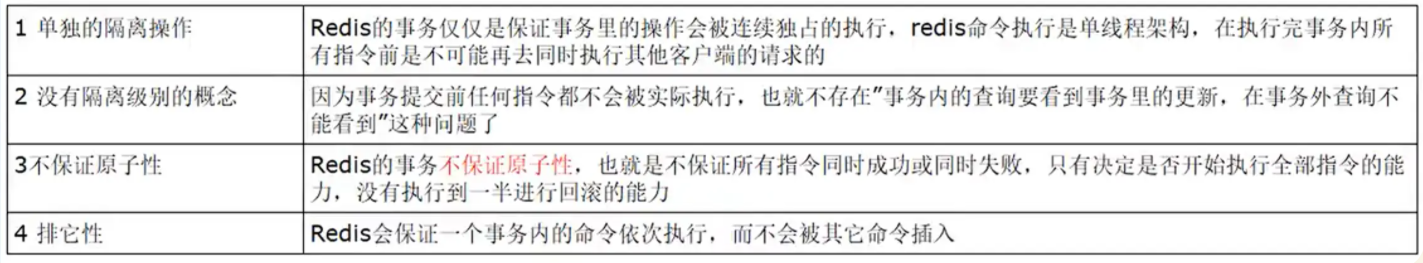 1 单独的隔离操作
Redis的事务仅仅是保证事务里的操作会被连续独占的执行，redis命令执行是单线程架构，在执行完事务内所
有指令前是不可能再去同时执行其他客户端的请求的
2 没有隔离级别的概念
因为事务提交前任何指令都不会被实际执行，也就不存在”事务内的查询要看到事务里的更新，在事务外查询不
能看到”这种问题了
3不保证原子性
Redis的事务不保证原子性，也就是不保证所有指令同时成功或同时失败，只有决定是否开始执行全部指令的能
力，没有执行到一半进行回滚的能力
4 排它性
Redis会保证一个事务内的命令依次执行，而不会被其它命令插入